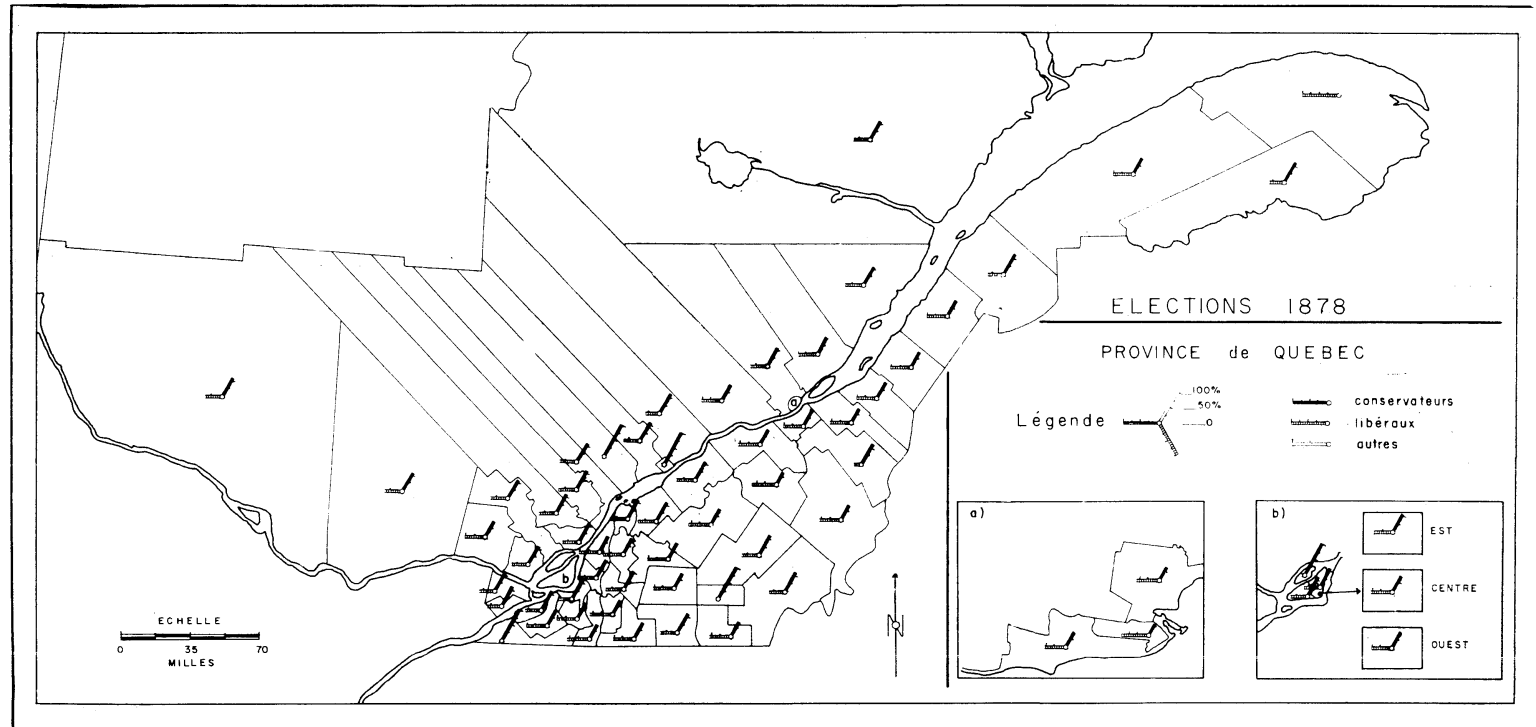 ELECTIONS 1878
PROVINCE de QUEBEC
Légende
100%
50%
0
conservateurs
libéraux
autres
a
b
ECHELLE
0 35 70
MILLES
N
a)
b)
EST
CENTRE
OUEST